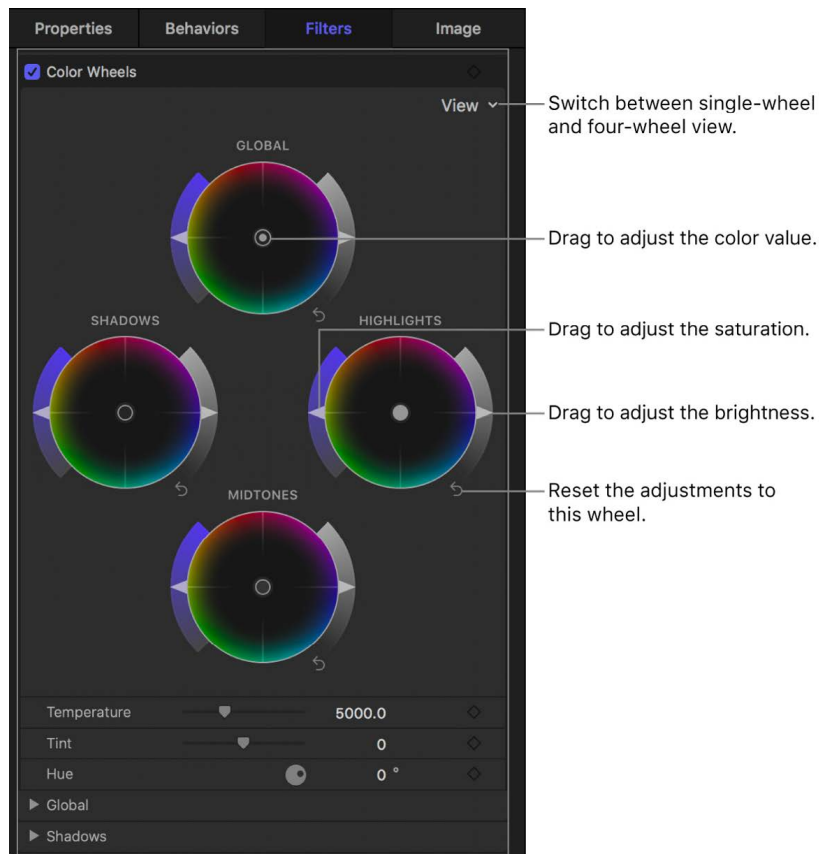 Properties Behaviors Filters Image
Color Wheels
View
Switch between single-wheel
and four-wheel view.
GLOBAL
Drag to adjust the color value.
SHADOWS
HIGHLIGHTS
Drag to adjust the saturation.
Drag to adjust the brightness.
Reset the adjustments to
this wheel.
MIDTONES
Temperature 5000.0
Tint 0
Hue 0 °
Global
Shadows